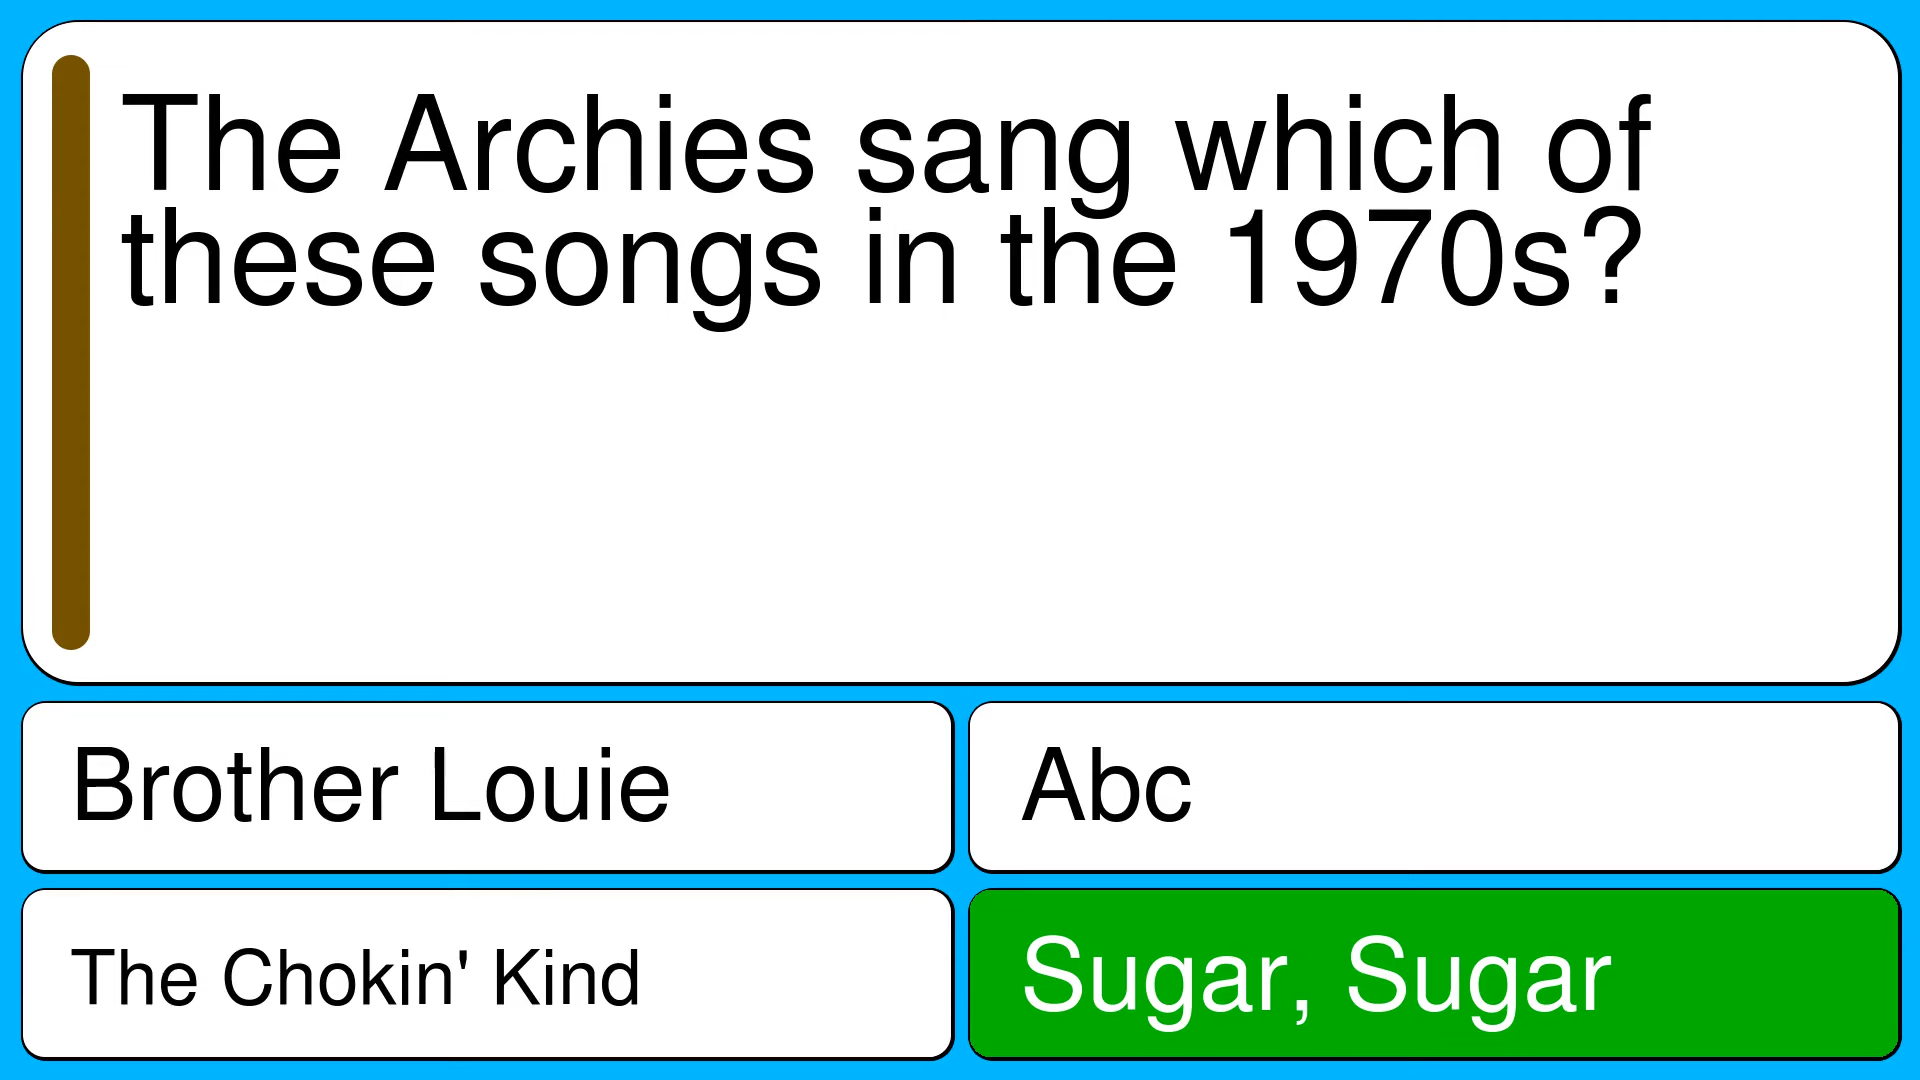 The Archies sang which of
these songs in the 1970s?
Brother Louie
Abc
The Chokin' Kind
Sugar, Sugar